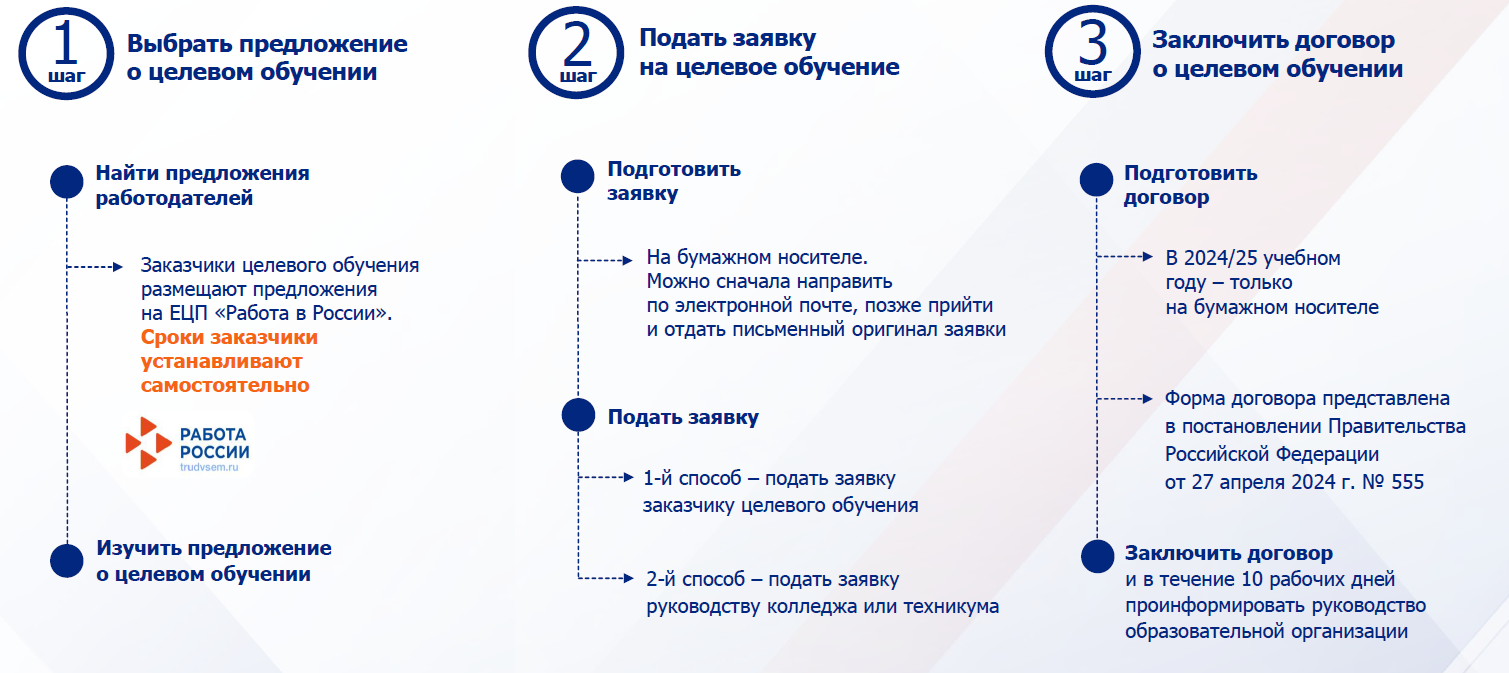 1
шаг
Выбрать предложение
о целевом обучении
Найти предложения
работодателей
Заказчики целевого обучения
размещают предложения
на ЕЦП «Работа в России».
Сроки заказчики
устанавливают
самостоятельно
РАБОТА
РОССИИ
trudvsem.ru
Изучить предложение
о целевом обучении
2
шаг
Подать заявку
на целевое обучение
Подготовить
заявку
На бумажном носителе.
Можно сначала направить
по электронной почте, позже прийти
и отдать письменный оригинал заявки
Подать заявку
1-й способ – подать заявку
заказчику целевого обучения
2-й способ – подать заявку
руководству колледжа или техникума
3
шаг
Заключить договор
о целевом обучении
Подготовить
договор
В 2024/25 учебном
году – только
на бумажном носителе
Форма договора представлена
в постановлении Правительства
Российской Федерации
от 27 апреля 2024 г. № 555
Заключить договор
и в течение 10 рабочих дней
проинформировать руководство
образовательной организации